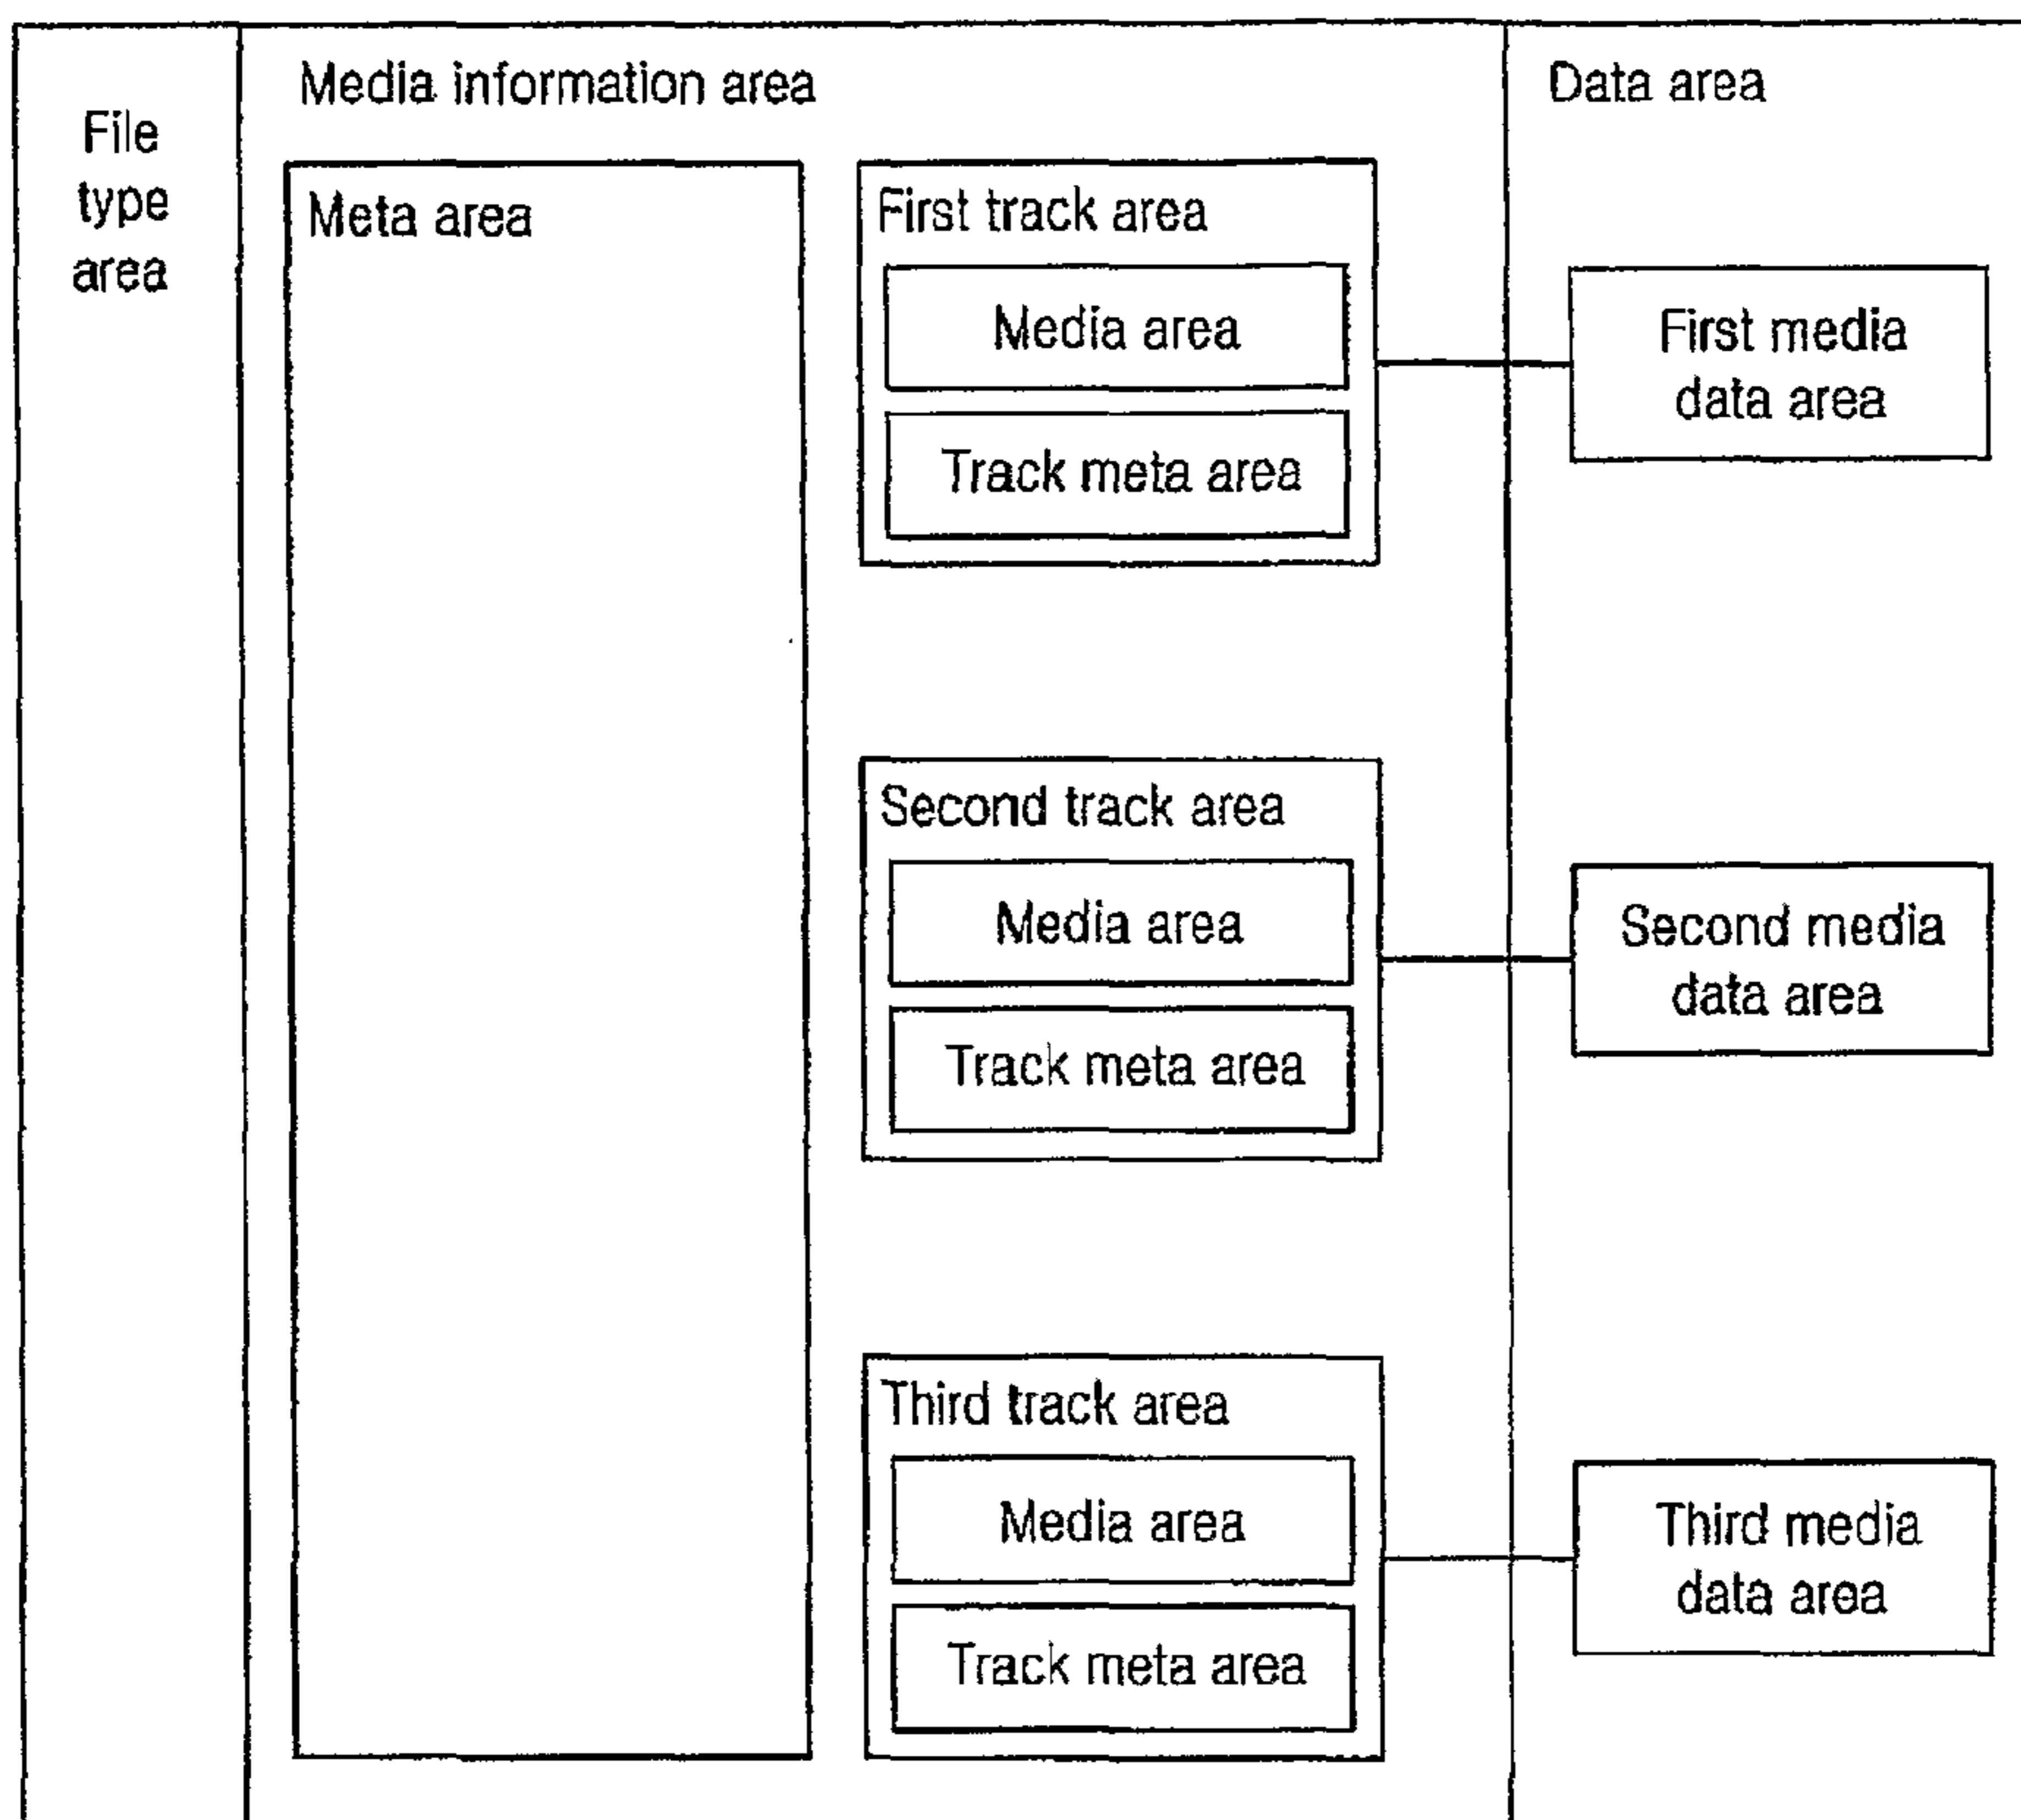 File
type
area
Media information area
Meta area
First track area
Media area
Track meta area
Second track area
Media area
Track meta area
Third track area
Media area
Track meta area
Data area
First media
data area
Second media
data area
Third media
data area